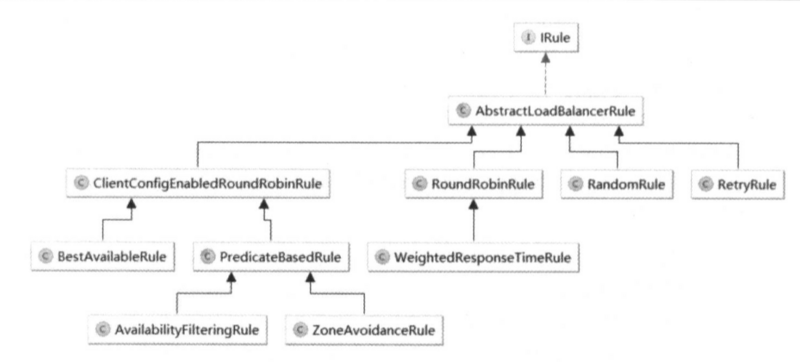 I IRule
C AbstractLoadBalancerRule
C ClientConfigEnabledRoundRobinRule
C RoundRobinRule
C RandomRule
C RetryRule
C BestAvailableRule
C PredicateBasedRule
C WeightedResponseTimeRule
C AvailabilityFilteringRule
C ZoneAvoidanceRule